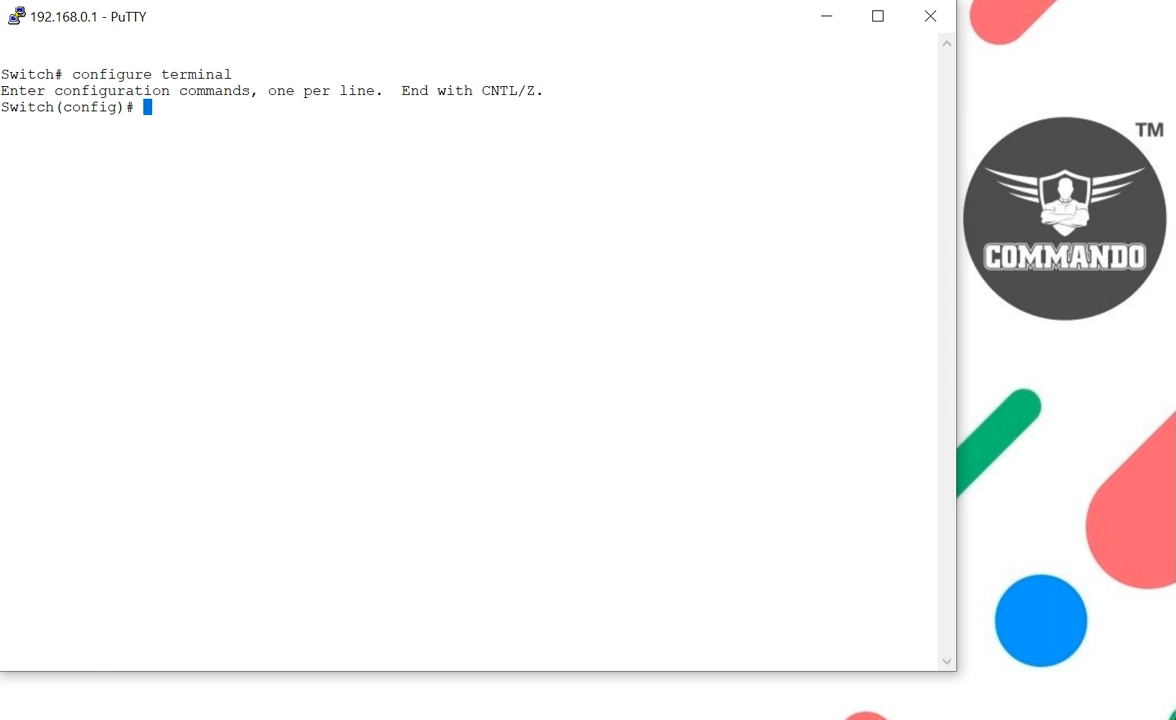 192.168.0.1 - PuTTY
Switch# configure terminal
Enter configuration commands, one per line.  End with CNTL/Z.
Switch(config)#
TM
COMMANDO